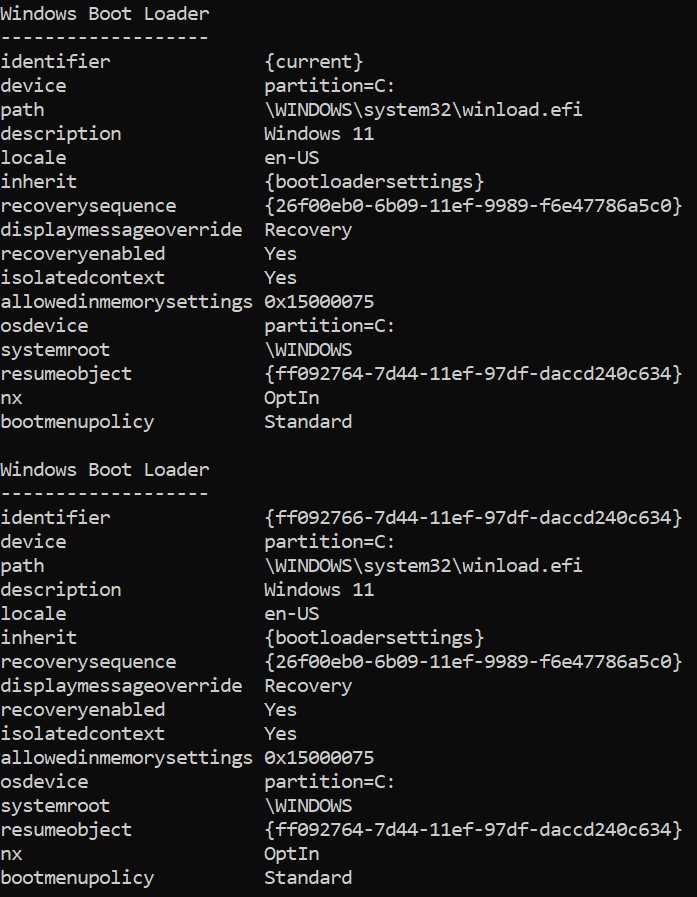 Windows Boot Loader
-------------------
identifier              {current}
device                  partition=C:
path                    \WINDOWS\system32\winload.efi
description             Windows 11
locale                  en-US
inherit                 {bootloadersettings}
recoverysequence        {26f00eb0-6b09-11ef-9989-f6e47786a5c0}
displaymessageoverride  Recovery
recoveryenabled         Yes
isolatedcontext         Yes
allowedinmemorysettings 0x15000075
osdevice                partition=C:
systemroot              \WINDOWS
resumeobject            {ff092764-7d44-11ef-97df-daccd240c634}
nx                      OptIn
bootmenupolicy          Standard

Windows Boot Loader
-------------------
identifier              {ff092766-7d44-11ef-97df-daccd240c634}
device                  partition=C:
path                    \WINDOWS\system32\winload.efi
description             Windows 11
locale                  en-US
inherit                 {bootloadersettings}
recoverysequence        {26f00eb0-6b09-11ef-9989-f6e47786a5c0}
displaymessageoverride  Recovery
recoveryenabled         Yes
isolatedcontext         Yes
allowedinmemorysettings 0x15000075
osdevice                partition=C:
systemroot              \WINDOWS
resumeobject            {ff092764-7d44-11ef-97df-daccd240c634}
nx                      OptIn
bootmenupolicy          Standard